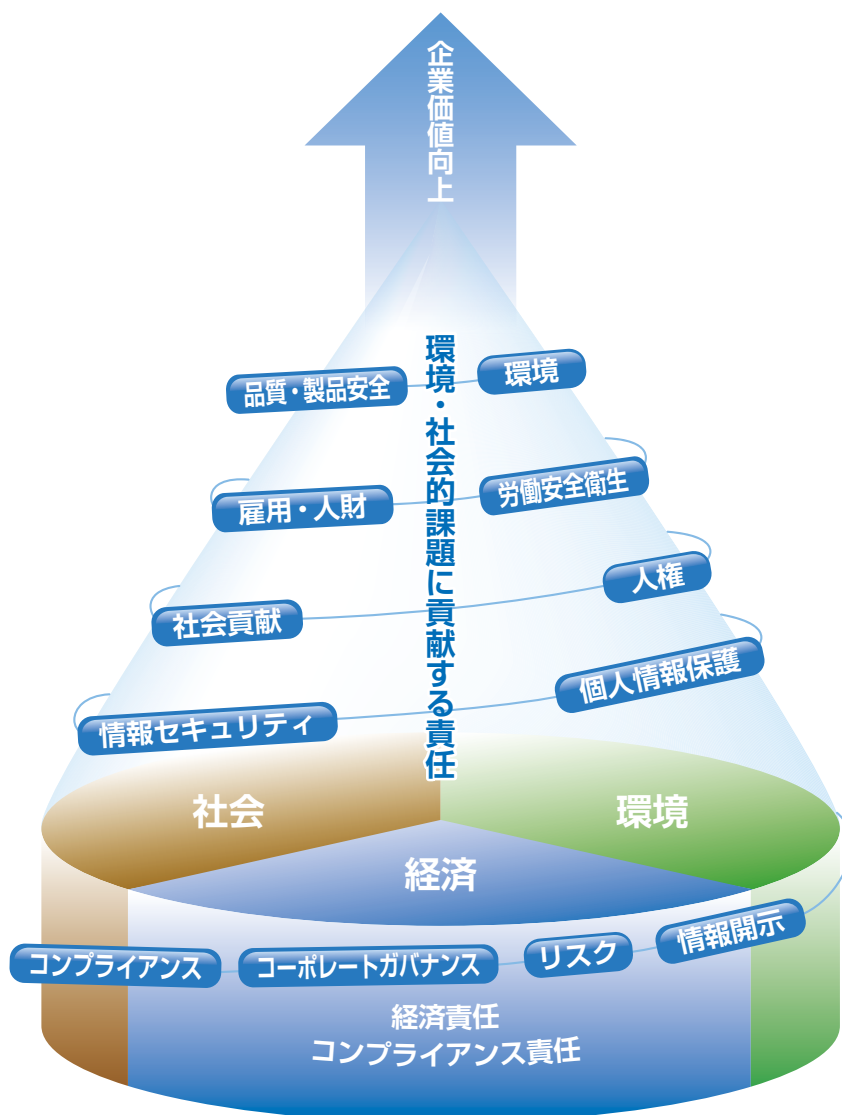 企業価値向上
環境・社会的課題に貢献する責任
品質・製品安全
環境
雇用・人財
労働安全衛生
社会貢献
人権
情報セキュリティ
個人情報保護
社会
環境
経済
コンプライアンス
コーポレートガバナンス
リスク
情報開示
経済責任
コンプライアンス責任